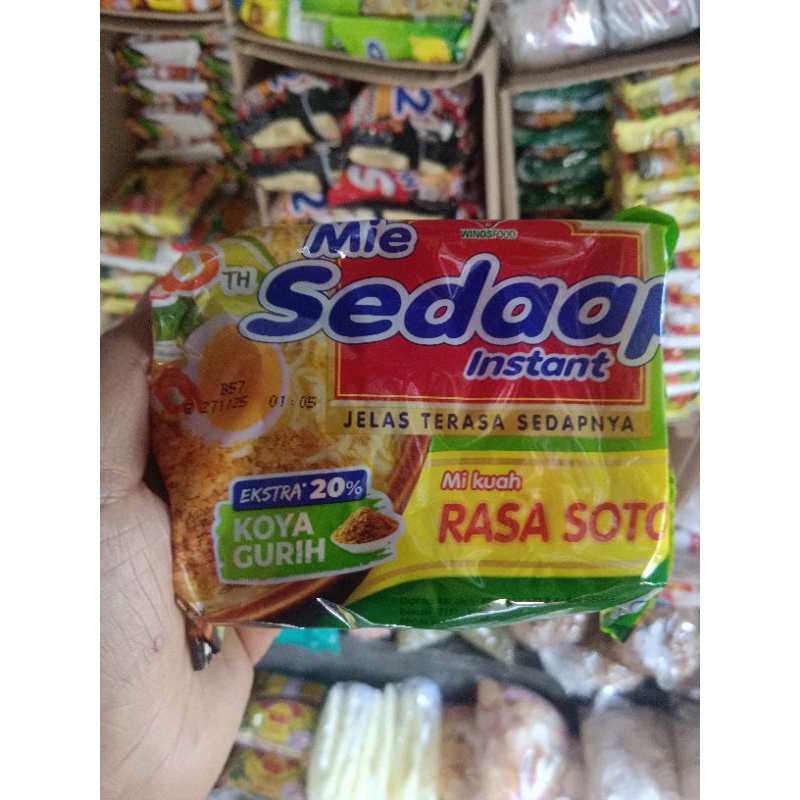 Mie
WINGSFOOD
TH
Sedaap
Instant
B57
271/25 01:05
JELAS TERASA SEDAPNYA
EKSTRA* 20%
KOYA
GURIH
Mi kuah
RASA SOTO